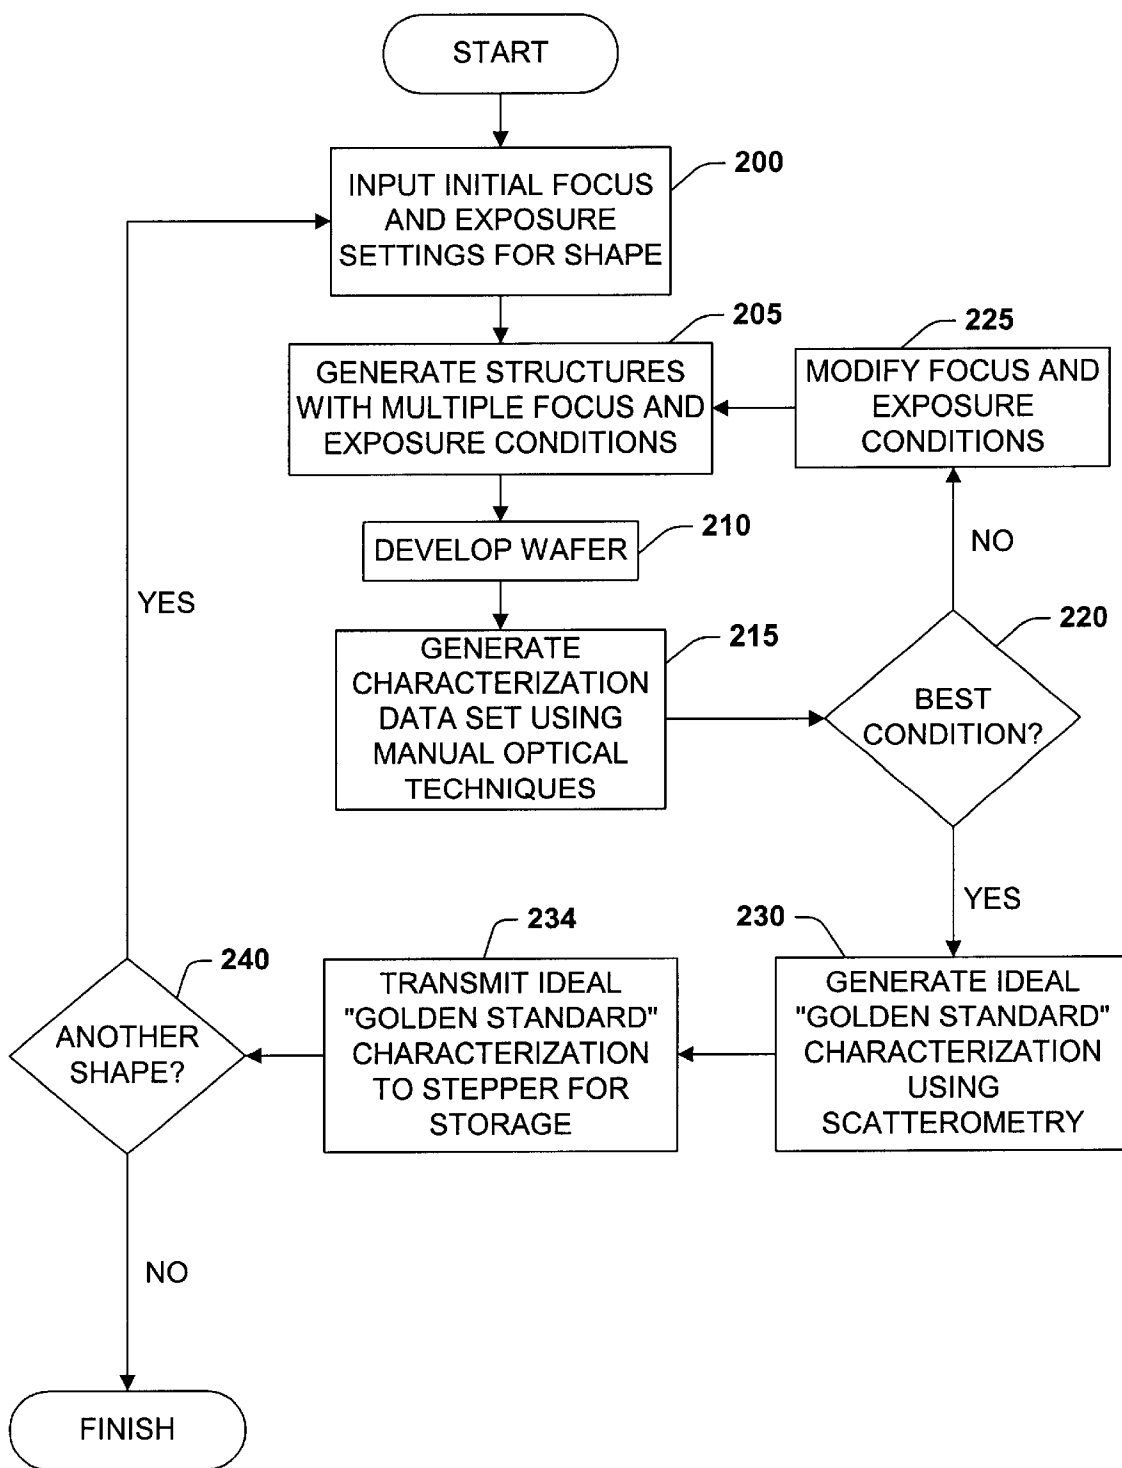 START
200
INPUT INITIAL FOCUS
AND EXPOSURE
SETTINGS FOR SHAPE
205
GENERATE STRUCTURES
WITH MULTIPLE FOCUS AND
EXPOSURE CONDITIONS
225
MODIFY FOCUS AND
EXPOSURE
CONDITIONS
210
DEVELOP WAFER
NO
YES
215
GENERATE
CHARACTERIZATION
DATA SET USING
MANUAL OPTICAL
TECHNIQUES
220
BEST
CONDITION?
YES
230
GENERATE IDEAL
"GOLDEN STANDARD"
CHARACTERIZATION
USING
SCATTEROMETRY
234
TRANSMIT IDEAL
"GOLDEN STANDARD"
CHARACTERIZATION
TO STEPPER FOR
STORAGE
240
ANOTHER
SHAPE?
NO
FINISH